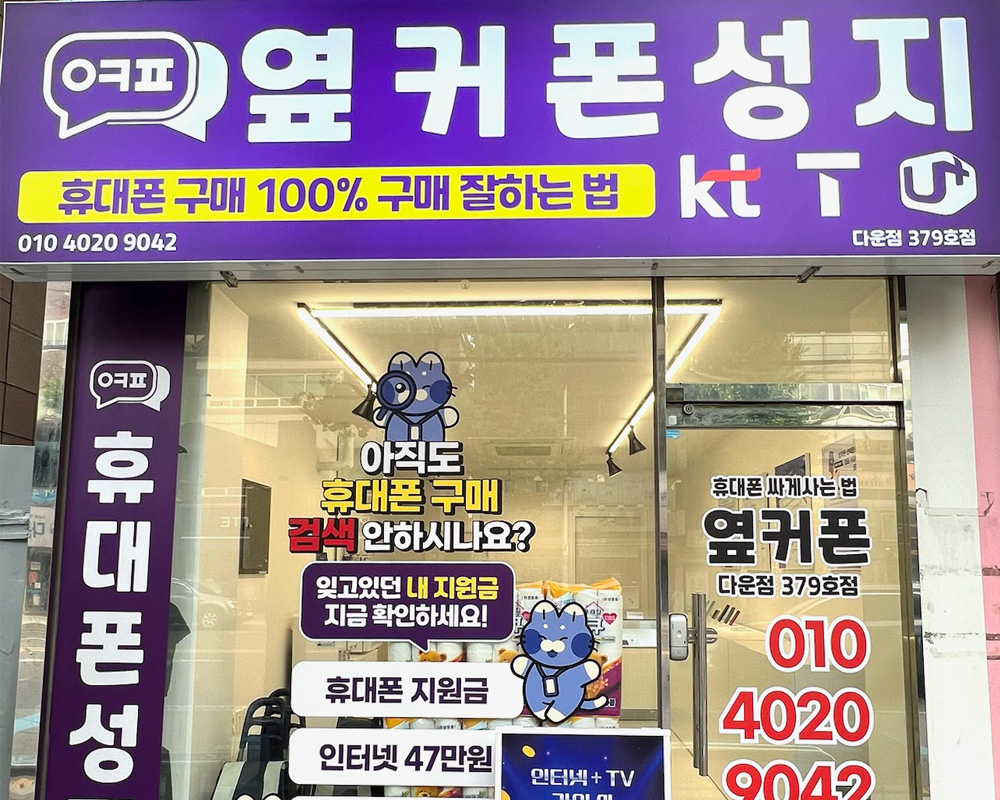 여커폰
옆커폰성지
휴대폰 구매 100% 구매 잘하는 법
kt T U+
010 4020 9042
다운점 379호점
ㅇㅋㅍ
휴대폰성
아직도
휴대폰 구매
검색 안하시나요?
잊고있던 내 지원금
지금 확인하세요!
휴대폰 지원금
인터넷 47만원
인터넷+TV
휴대폰 싸게사는 법
옆커폰
다운점 379호점
010
4020
9042